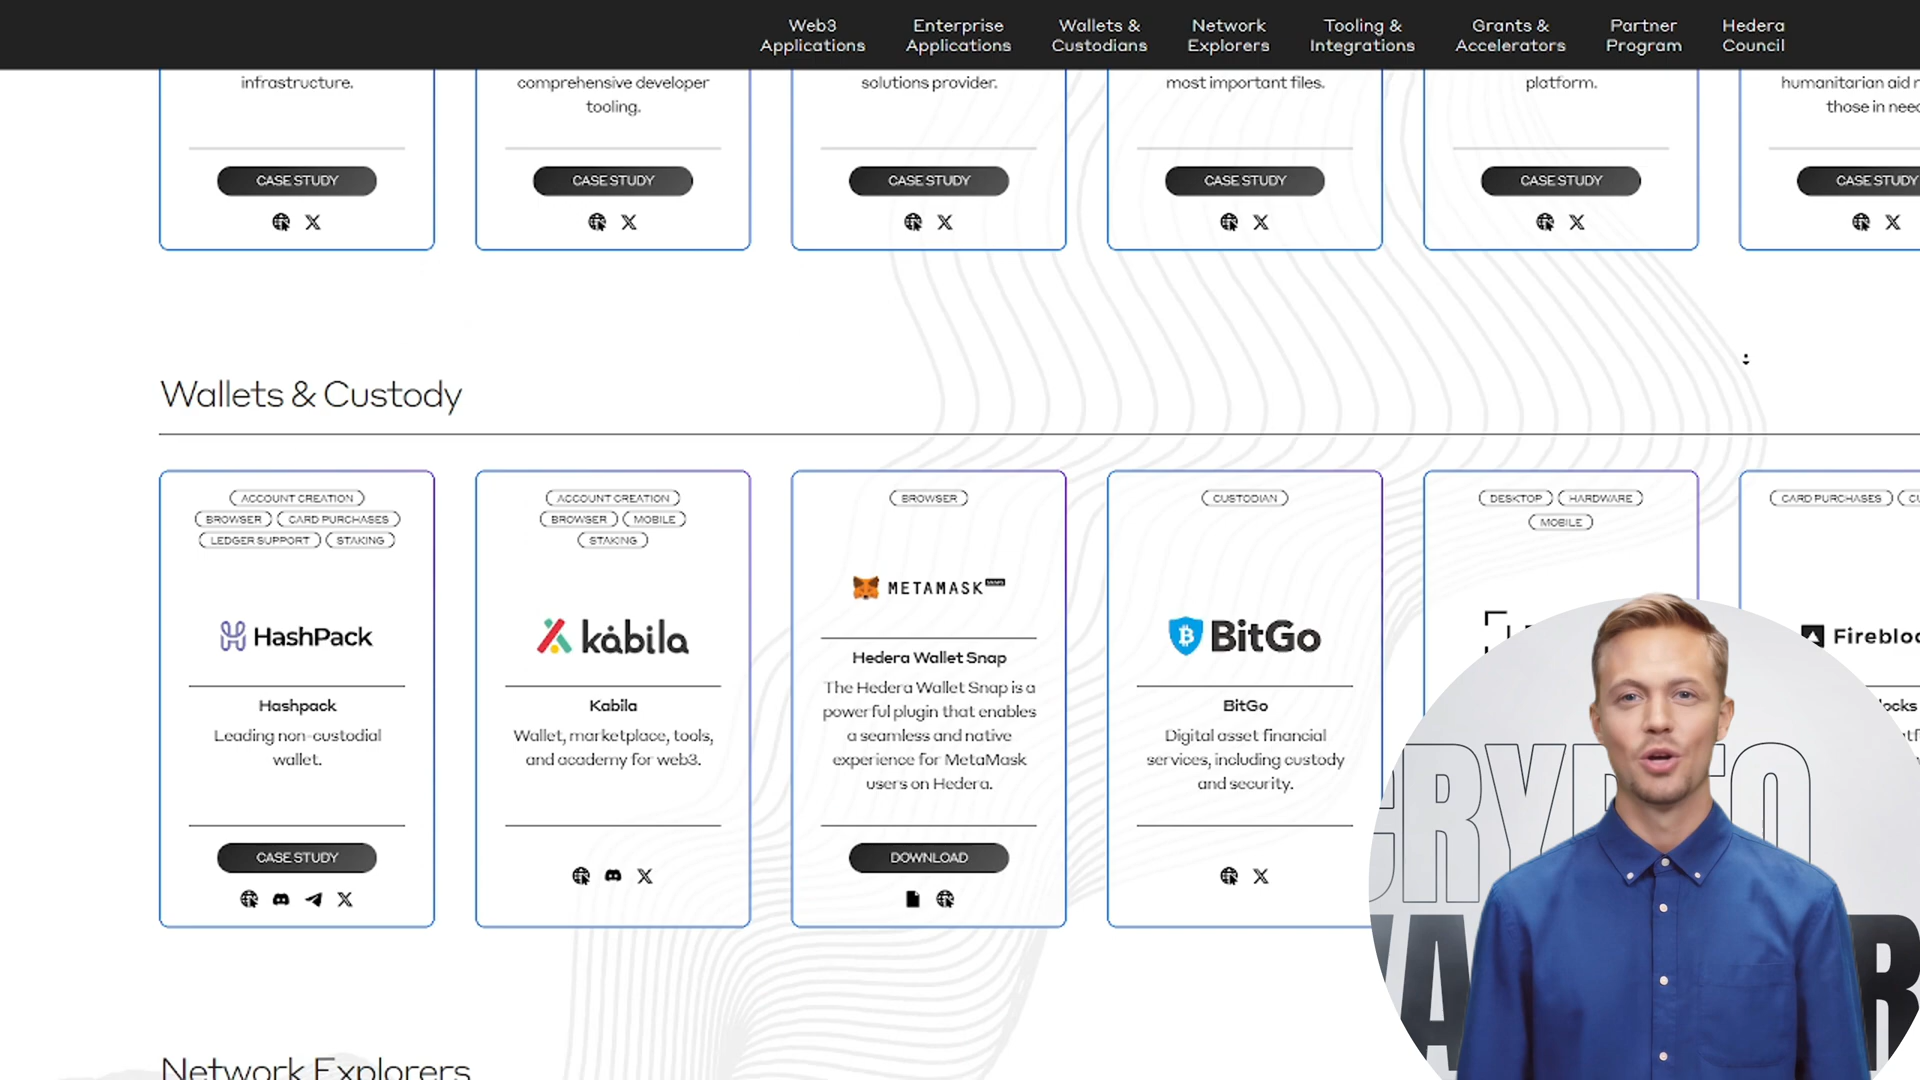 Web3
Applications
Enterprise
Applications
Wallets &
Custodians
Network
Explorers
Tooling &
Integrations
Grants &
Accelerators
Partner
Program
Hedera
Council
infrastructure.
CASE STUDY
comprehensive developer
tooling.
CASE STUDY
solutions provider.
CASE STUDY
most important files.
CASE STUDY
platform.
CASE STUDY
humanitarian aid
those in need
CASE STUDY
Wallets & Custody
ACCOUNT CREATION
BROWSER CARD PURCHASES
LEDGER SUPPORT STAKING
HashPack
Hashpack
Leading non-custodial
wallet.
CASE STUDY
ACCOUNT CREATION
BROWSER MOBILE
STAKING
kabila
Kabila
Wallet, marketplace, tools,
and academy for web3.
BROWSER
METAMASK
Hedera Wallet Snap
The Hedera Wallet Snap is a
powerful plugin that enables
a seamless and native
experience for MetaMask
users on Hedera.
DOWNLOAD
CUSTODIAN
BitGo
BitGo
Digital asset financial
services, including custody
and security.
DESKTOP HARDWARE
MOBILE
CARD PURCHASES
Fireblo
locks
CRYPTO
Network Explorers